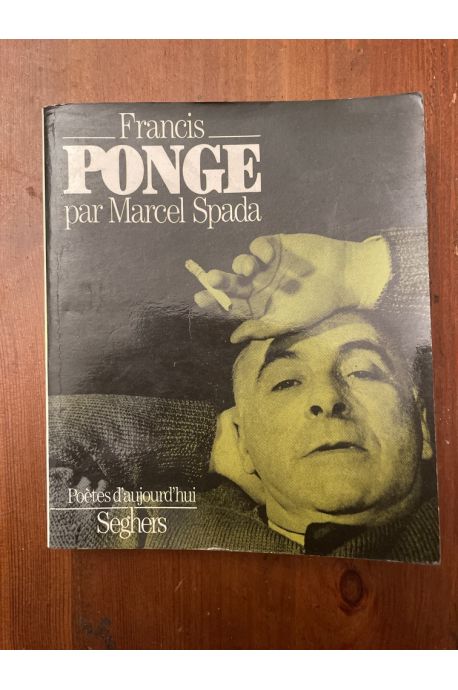 Francis
PONGE
par Marcel Spada
Poètes d'aujourd'hui
Seghers